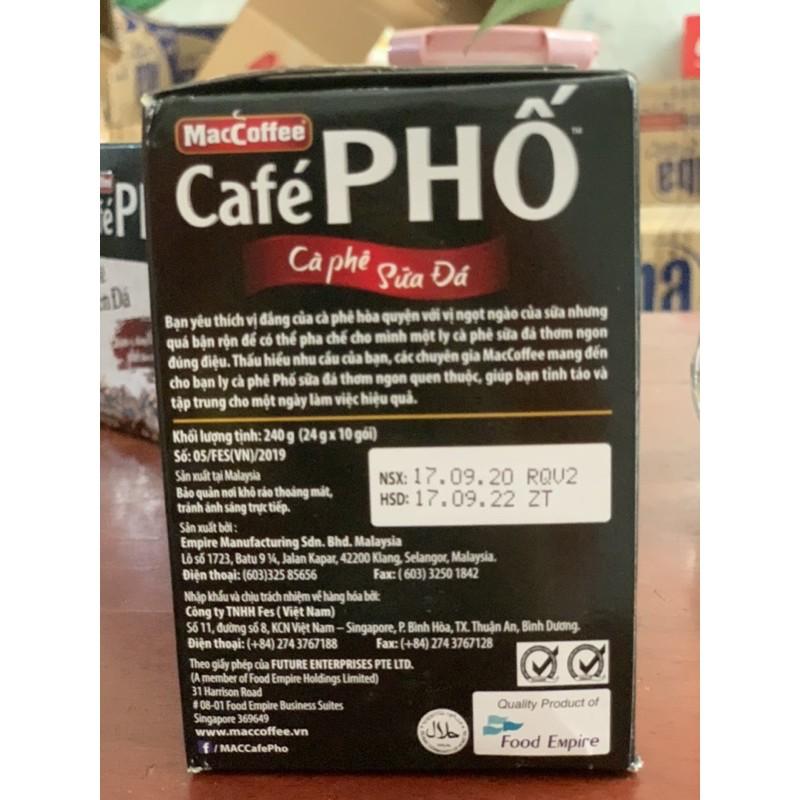 MacCoffee
Café PHỐ™
Cà phê Sữa Đá
Bạn yêu thích vị đắng của cà phê hòa quyện với vị ngọt ngào của sữa nhưng
quá bận rộn để có thể pha chế cho mình một ly cà phê sữa đá thơm ngon
đúng điệu. Thấu hiểu nhu cầu của bạn, các chuyên gia MacCoffee mang đến
cho bạn ly cà phê Phố sữa đá thơm ngon quen thuộc, giúp bạn tỉnh táo và
tập trung cho một ngày làm việc hiệu quả.
Khối lượng tịnh: 240 g (24 g x 10 gói)
Số: 05/FES(VN)/2019
Sản xuất tại Malaysia
Bảo quản nơi khô ráo thoáng mát,
tránh ánh sáng trực tiếp.
NSX: 17.09.20 RQV2
HSD: 17.09.22 ZT
Sản xuất bởi :
Empire Manufacturing Sdn. Bhd. Malaysia
Lô số 1723, Batu 9 ¼, Jalan Kapar, 42200 Klang, Selangor, Malaysia.
Điện thoại: (603)325 85656 Fax: ( 603) 3250 1842
Nhập khẩu và chịu trách nhiệm về hàng hóa bởi:
Công ty TNHH Fes ( Việt Nam)
Số 11, đường số 8, KCN Việt Nam – Singapore, P. Bình Hòa, TX. Thuận An, Bình Dương.
Điện thoại: (+84) 274 3767188 Fax: (+84) 274 3767128
Theo giấy phép của FUTURE ENTERPRISES PTE LTD.
(A member of Food Empire Holdings Limited)
31 Harrison Road
# 08-01 Food Empire Business Suites
Singapore 369649
www.maccoffee.vn
f /MACCafePho
حلال
Quality Product of
Food Empire